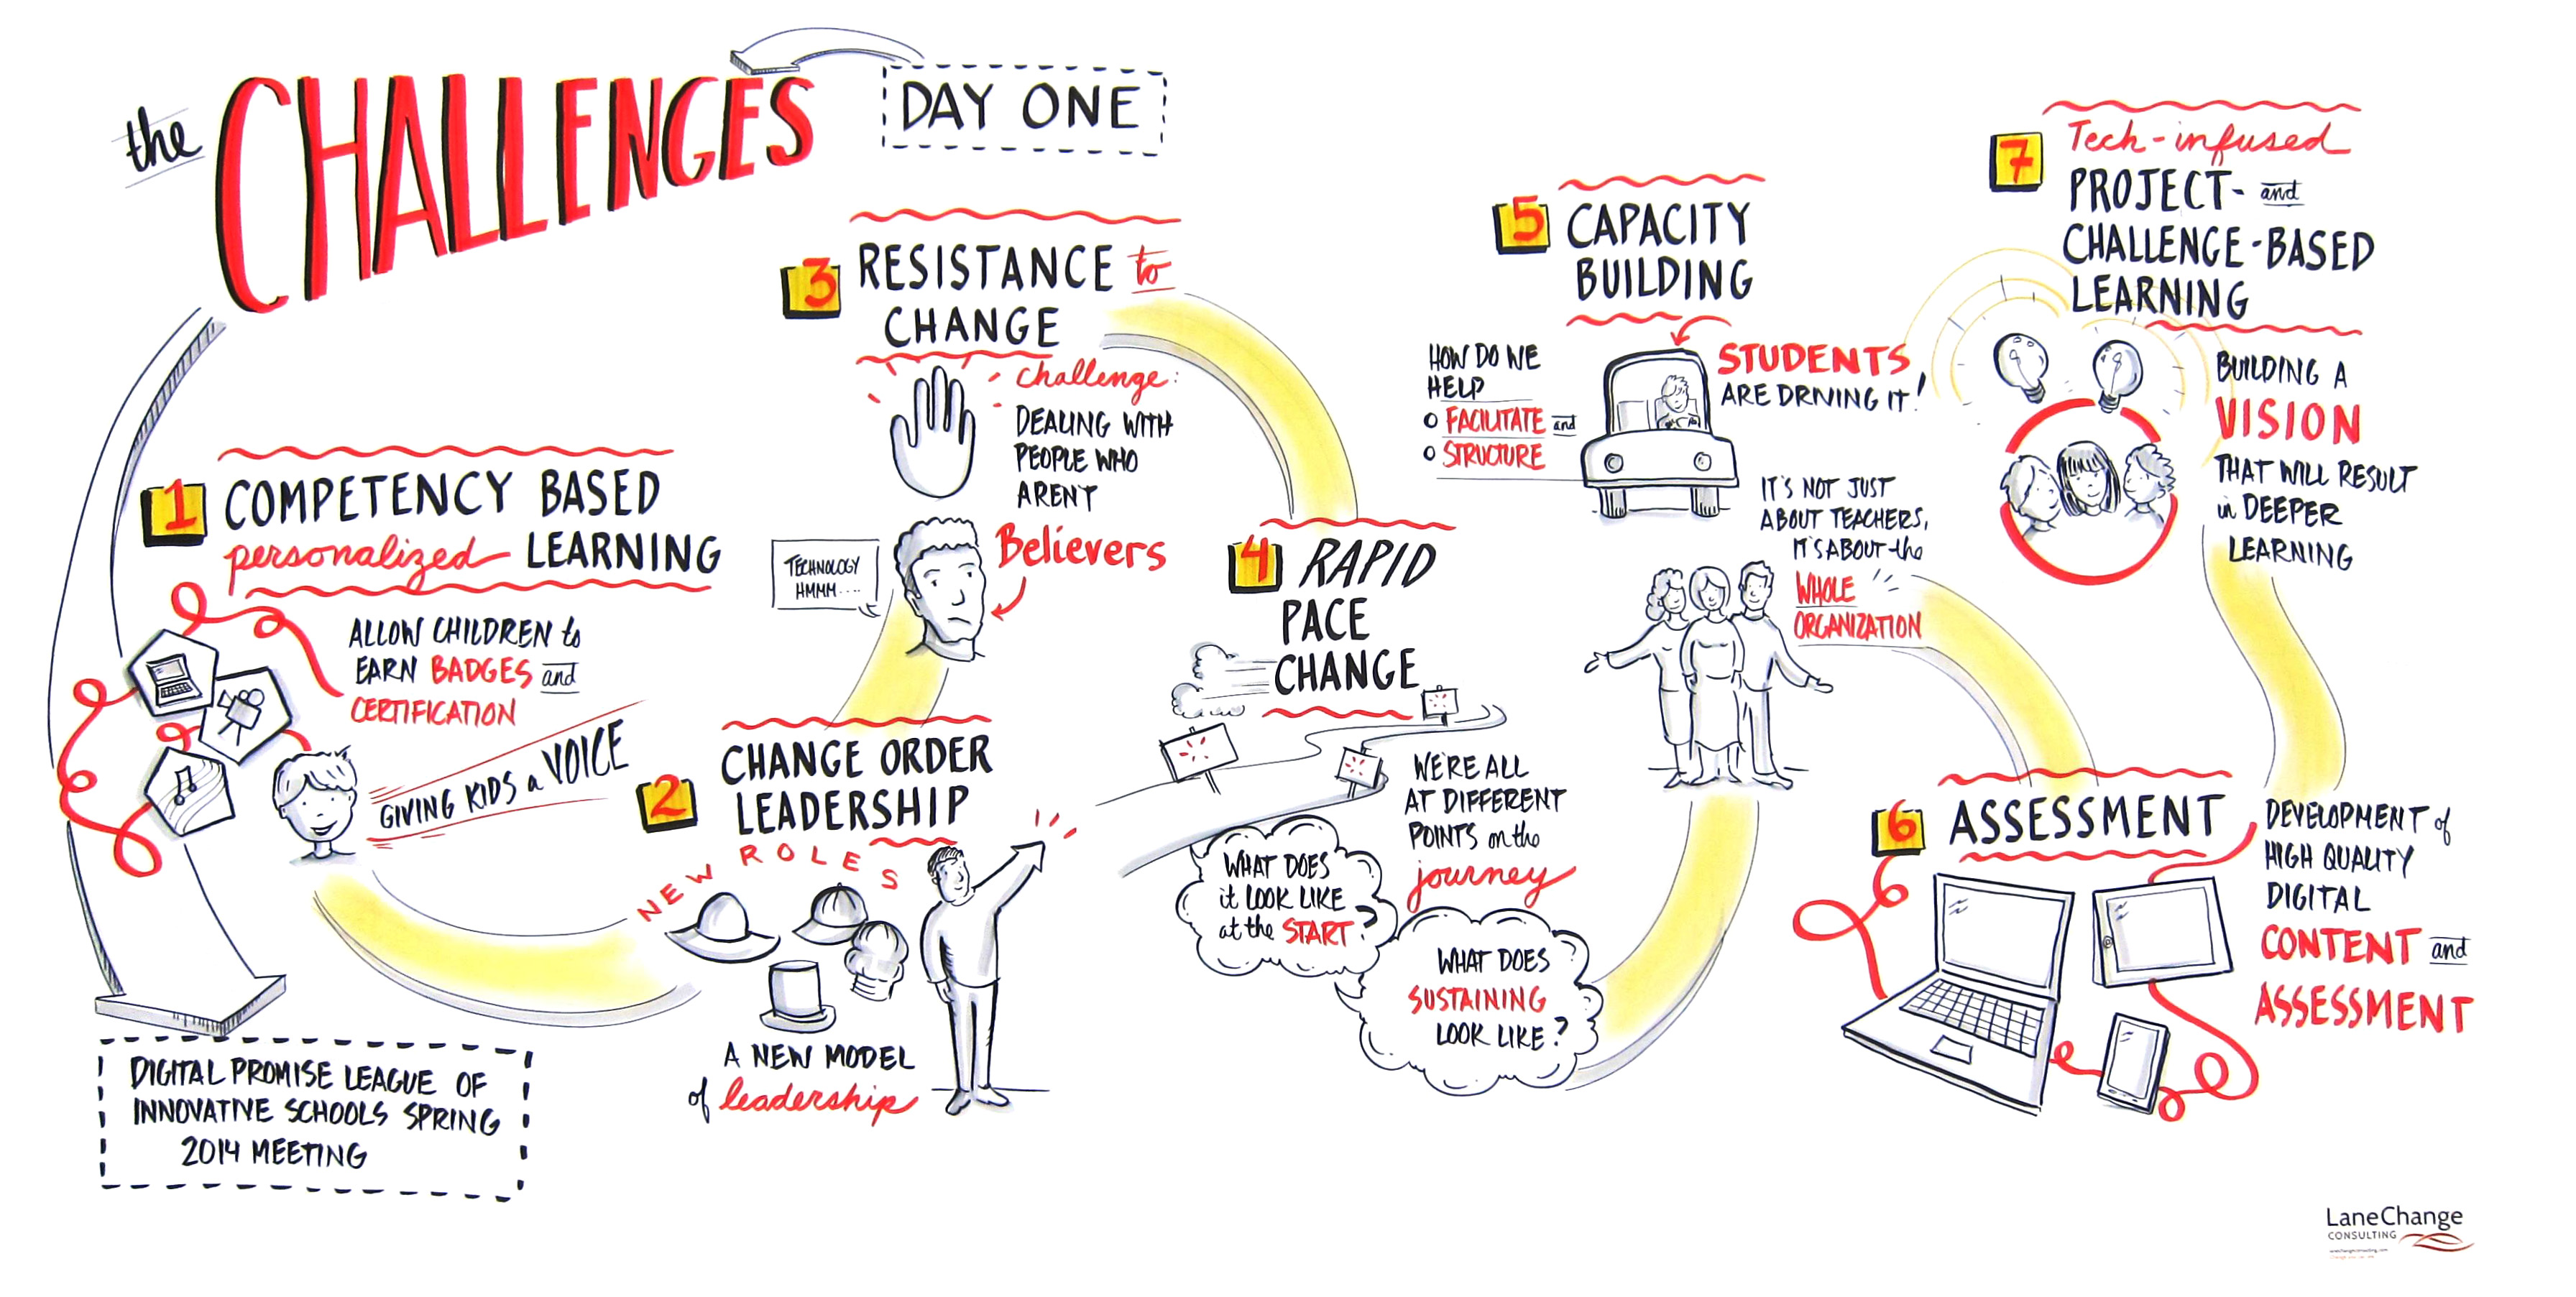 the
CHALLENGES
DAY ONE
1
COMPETENCY BASED
personalized LEARNING
ALLOW CHILDREN to
EARN BADGES and
CERTIFICATION
GIVING KIDS a VOICE
DIGITAL PROMISE LEAGUE OF
INNOVATIVE SCHOOLS SPRING
2014 MEETING
2
CHANGE ORDER
LEADERSHIP
NEW ROLES
A NEW MODEL
of leadership
3
RESISTANCE to
CHANGE
challenge:
DEALING WITH
PEOPLE WHO
ARENT
Believers
TECHNOLOGY
HMMM....
4
RAPID
PACE
CHANGE
WE'RE ALL
AT DIFFERENT
POINTS on the
journey
WHAT DOES
it LOOK LIKE
at the START?
WHAT DOES
SUSTAINING
LOOK LIKE?
5
CAPACITY
BUILDING
HOW DO WE
HELP
FACILITATE and
STRUCTURE
STUDENTS
ARE DRIVING IT!
IT'S NOT JUST
ABOUT TEACHERS,
IT'S ABOUT the
WHOLE
ORGANIZATION
6
ASSESSMENT
DEVELOPMENT of
HIGH QUALITY
DIGITAL
CONTENT and
ASSESSMENT
7
Tech-infused
PROJECT- and
CHALLENGE-BASED
LEARNING
BUILDING A
VISION
THAT WILL RESULT
in DEEPER
LEARNING
LaneChange
CONSULTING